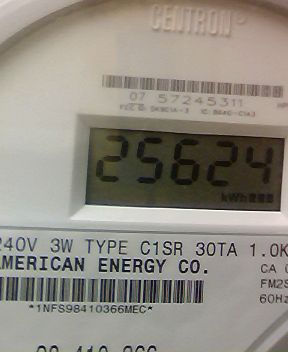 CENTRON®
07 57245311
25624
kWh
240V 3W TYPE C1SR 30TA 1.0K
AMERICAN ENERGY CO.
CA
FM2S
60Hz
*1NFS98410366MEC*